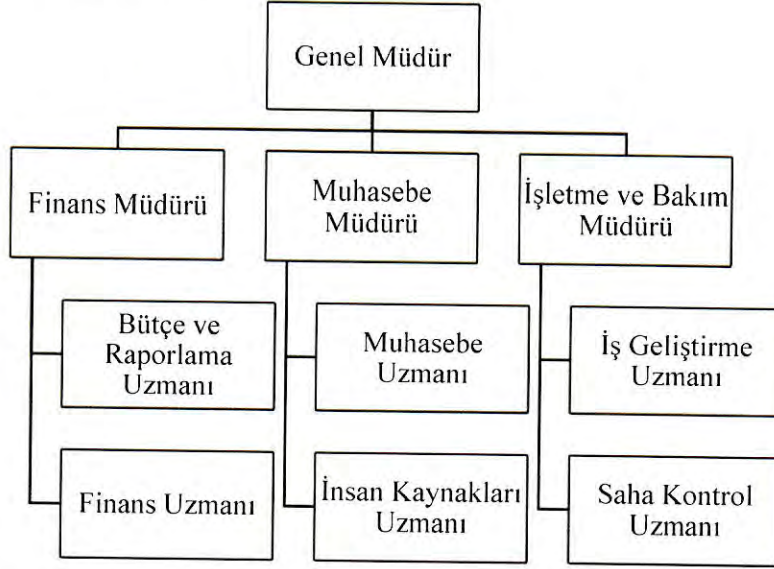 Genel Müdür
Finans Müdürü
Muhasebe
Müdürü
İşletme ve Bakım
Müdürü
Bütçe ve
Raporlama
Uzmanı
Muhasebe
Uzmanı
İş Geliştirme
Uzmanı
Finans Uzmanı
İnsan Kaynakları
Uzmanı
Saha Kontrol
Uzmanı